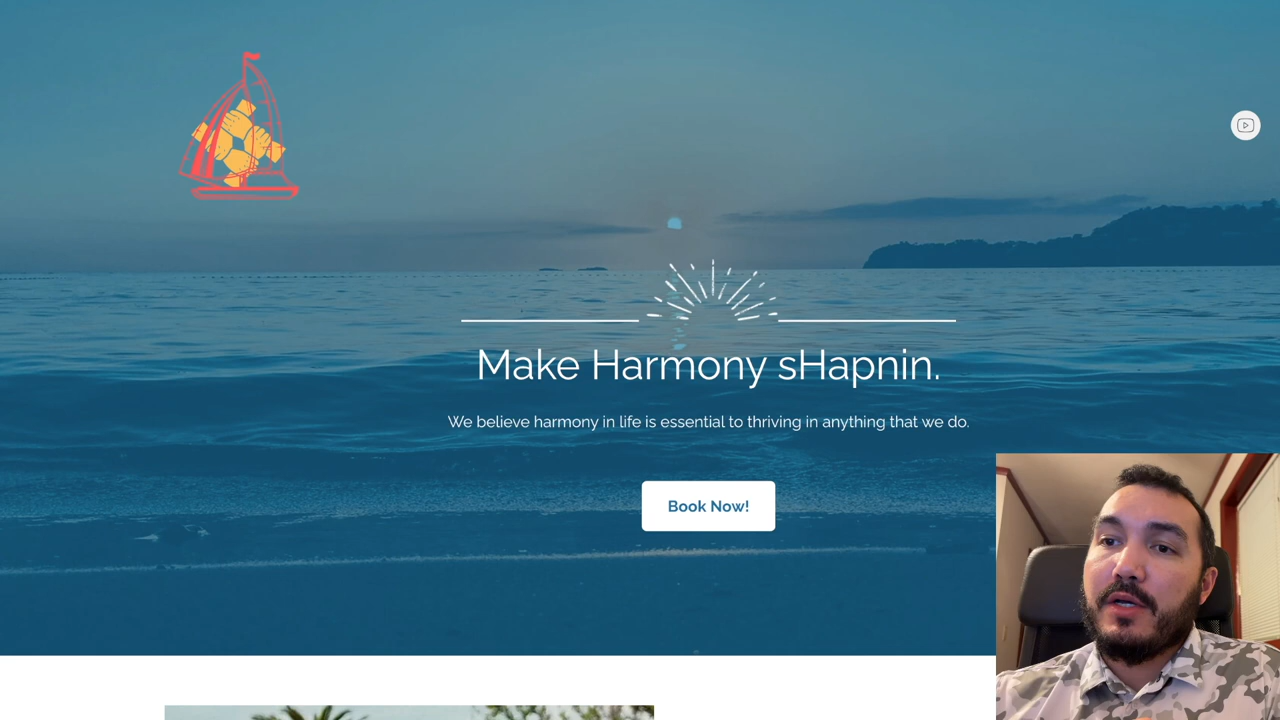 Make Harmony sHapnin.
We believe harmony in life is essential to thriving in anything that we do.
Book Now!